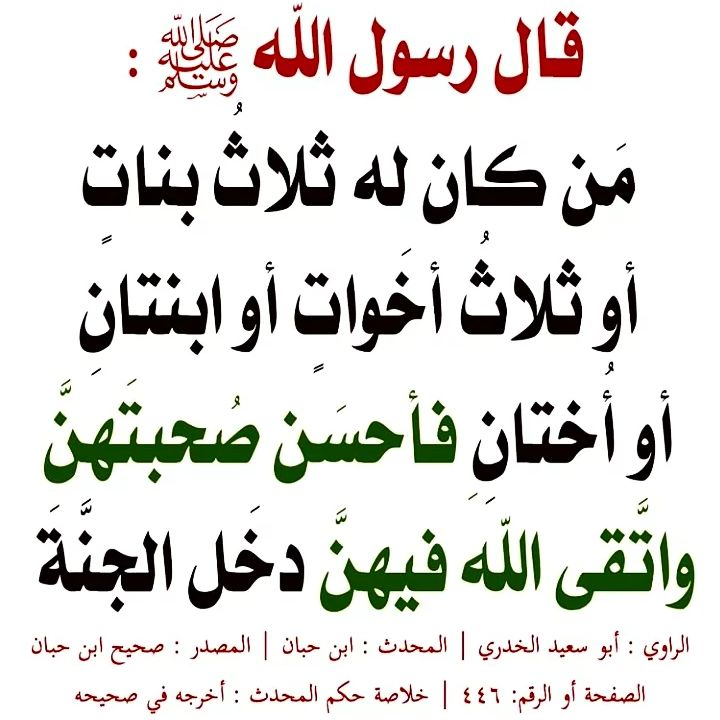 قال رسول الله ﷺ :
مَن كان له ثلاثُ بناتٍ
أو ثلاثُ أخَواتٍ أو ابنتانِ
أو أُختانِ فأحسَن صُحبتَهنَّ
واتَّقى اللهَ فيهنَّ دخَل الجنَّةَ
الراوي : أبو سعيد الخدري | المحدث : ابن حبان | المصدر : صحيح ابن حبان
الصفحة أو الرقم: ٤٤٦ | خلاصة حكم المحدث : أخرجه في صحيحه